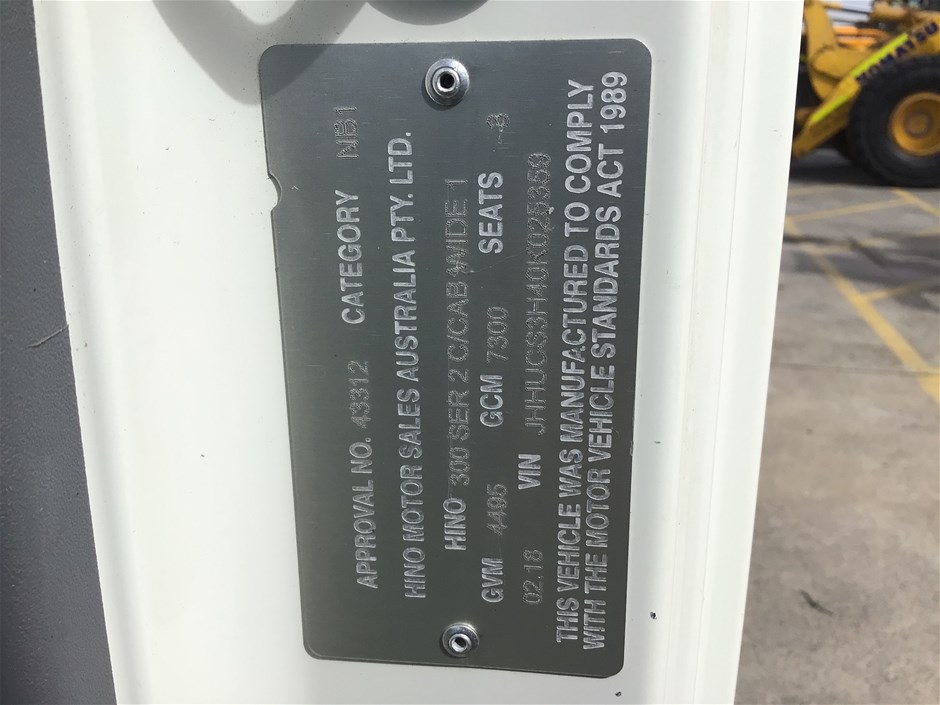 APPROVAL NO. 43312 CATEGORY NB1
HINO MOTOR SALES AUSTRALIA PTY. LTD.
HINO 300 SER 2 C/CAB WIDE 1
GVM 4495 GCM 7300 SEATS 3
02.18 VIN JHHUCS3H40K025359
THIS VEHICLE WAS MANUFACTURED TO COMPLY
WITH THE MOTOR VEHICLE STANDARDS ACT 1989
KOMATSU